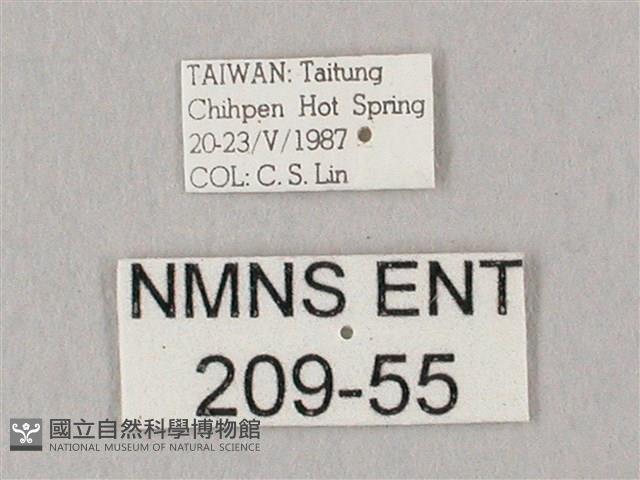 TAIWAN: Taitung
Chihpen Hot Spring
20-23/V/1987
COL: C. S. Lin
NMNS ENT
209-55
國立自然科學博物館
NATIONAL MUSEUM OF NATURAL SCIENCE